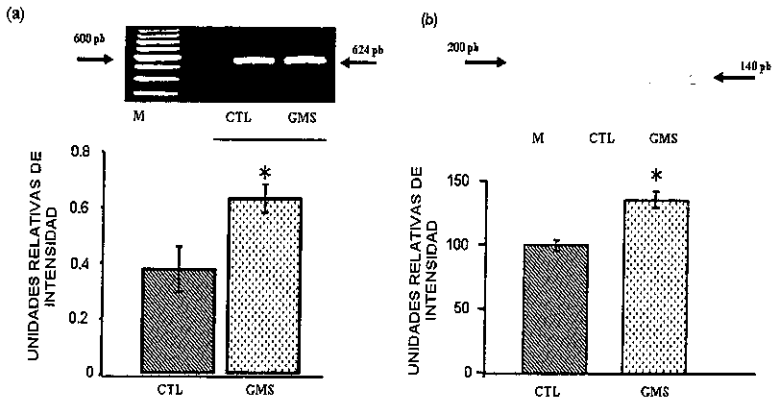 (a)
600 pb
624 pb
M
CTL
GMS
UNIDADES RELATIVAS DE
INTENSIDAD
0.8
0.6
0.4
0.2
0
*
CTL
GMS
(b)
200 pb
140 pb
M
CTL
GMS
UNIDADES RELATIVAS DE
INTENSIDAD
150
100
50
0
*
CTL
GMS